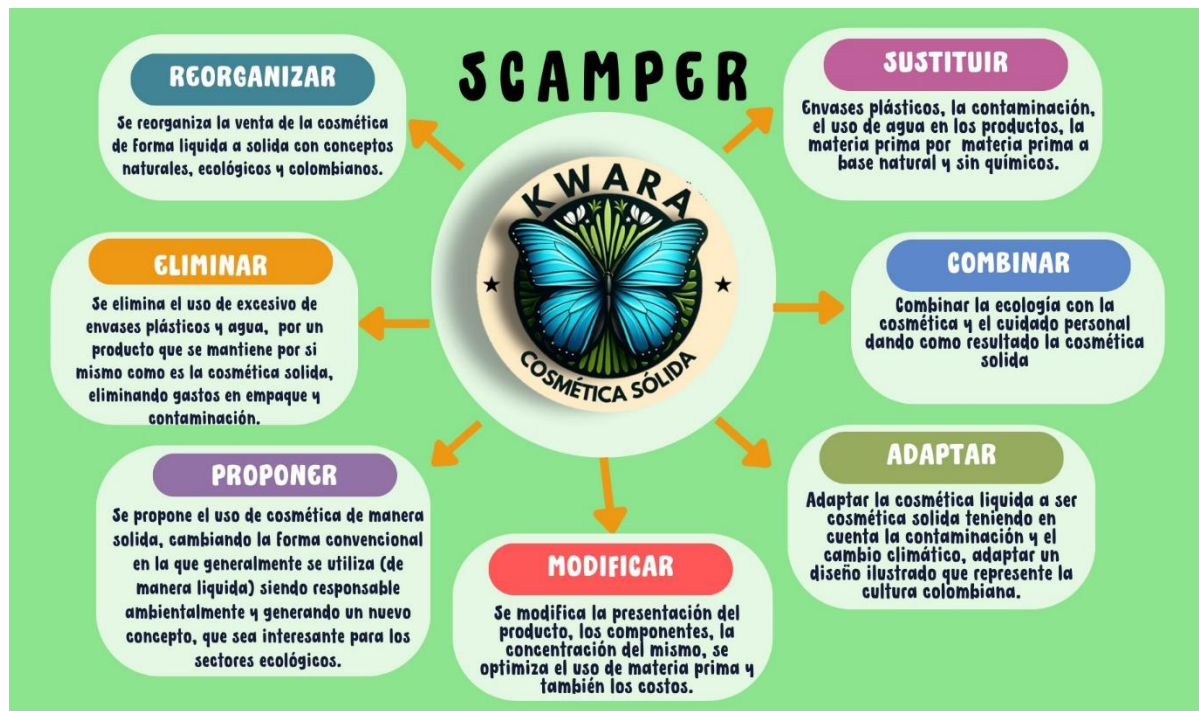 SCAMPER
KWARA
COSMÉTICA SÓLIDA
SUSTITUIR
Envases plásticos, la contaminación,
el uso de agua en los productos, la
materia prima por materia prima a
base natural y sin químicos.
COMBINAR
Combinar la ecología con la
cosmética y el cuidado personal
dando como resultado la cosmética
solida
ADAPTAR
Adaptar la cosmética liquida a ser
cosmética solida teniendo en
cuenta la contaminación y el
cambio climático, adaptar un
diseño ilustrado que represente la
cultura colombiana.
MODIFICAR
Se modifica la presentación del
producto, los componentes, la
concentración del mismo, se
optimiza el uso de materia prima y
también los costos.
PROPONER
Se propone el uso de cosmética de manera
solida, cambiando la forma convencional
en la que generalmente se utiliza (de
manera liquida) siendo responsable
ambientalmente y generando un nuevo
concepto, que sea interesante para los
sectores ecológicos.
ELIMINAR
Se elimina el uso de excesivo de
envases plásticos y agua, por un
producto que se mantiene por si
mismo como es la cosmética solida,
eliminando gastos en empaque y
contaminación.
REORGANIZAR
Se reorganiza la venta de la cosmética
de forma liquida a solida con conceptos
naturales, ecológicos y colombianos.